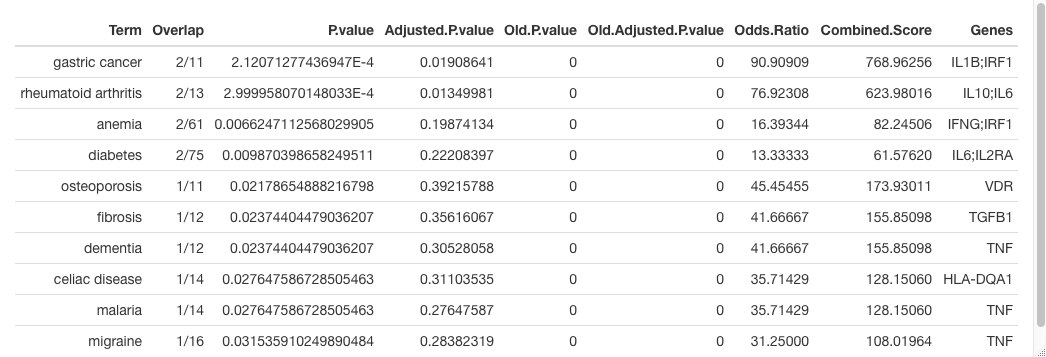 Term Overlap P.value Adjusted.P.value Old.P.value Old.Adjusted.P.value Odds.Ratio Combined.Score Genes
gastric cancer 2/11 2.12071277436947E-4 0.01908641 0 0 90.90909 768.96256 IL1B;IRF1
rheumatoid arthritis 2/13 2.999958070148033E-4 0.01349981 0 0 76.92308 623.98016 IL10;IL6
anemia 2/61 0.0066247112568029905 0.19874134 0 0 16.39344 82.24506 IFNG;IRF1
diabetes 2/75 0.009870398658249511 0.22208397 0 0 13.33333 61.57620 IL6;IL2RA
osteoporosis 1/11 0.02178654888216798 0.39215788 0 0 45.45455 173.93011 VDR
fibrosis 1/12 0.02374404479036207 0.35616067 0 0 41.66667 155.85098 TGFB1
dementia 1/12 0.02374404479036207 0.30528058 0 0 41.66667 155.85098 TNF
celiac disease 1/14 0.027647586728505463 0.31103535 0 0 35.71429 128.15060 HLA-DQA1
malaria 1/14 0.027647586728505463 0.27647587 0 0 35.71429 128.15060 TNF
migraine 1/16 0.031535910249890484 0.28382319 0 0 31.25000 108.01964 TNF